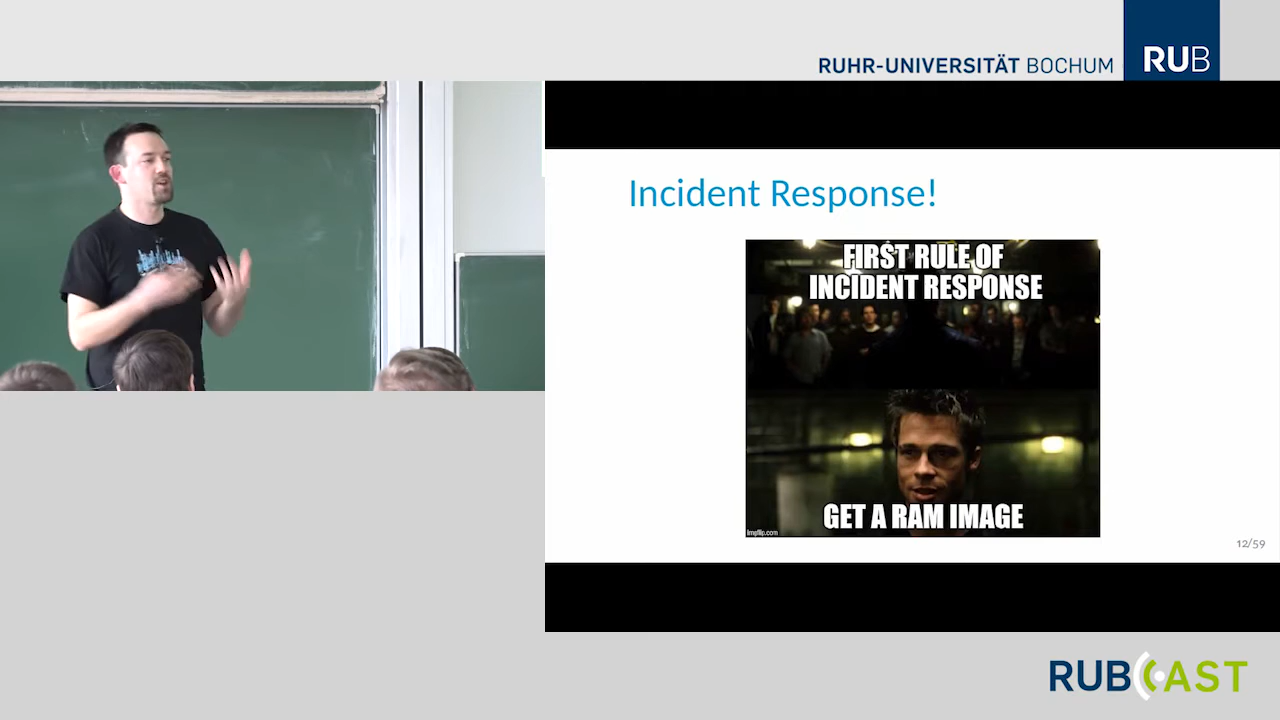 RUHR-UNIVERSITÄT BOCHUM
RUB
Incident Response!
FIRST RULE OF
INCIDENT RESPONSE
GET A RAM IMAGE
imgflip.com
12/59
RUBCAST